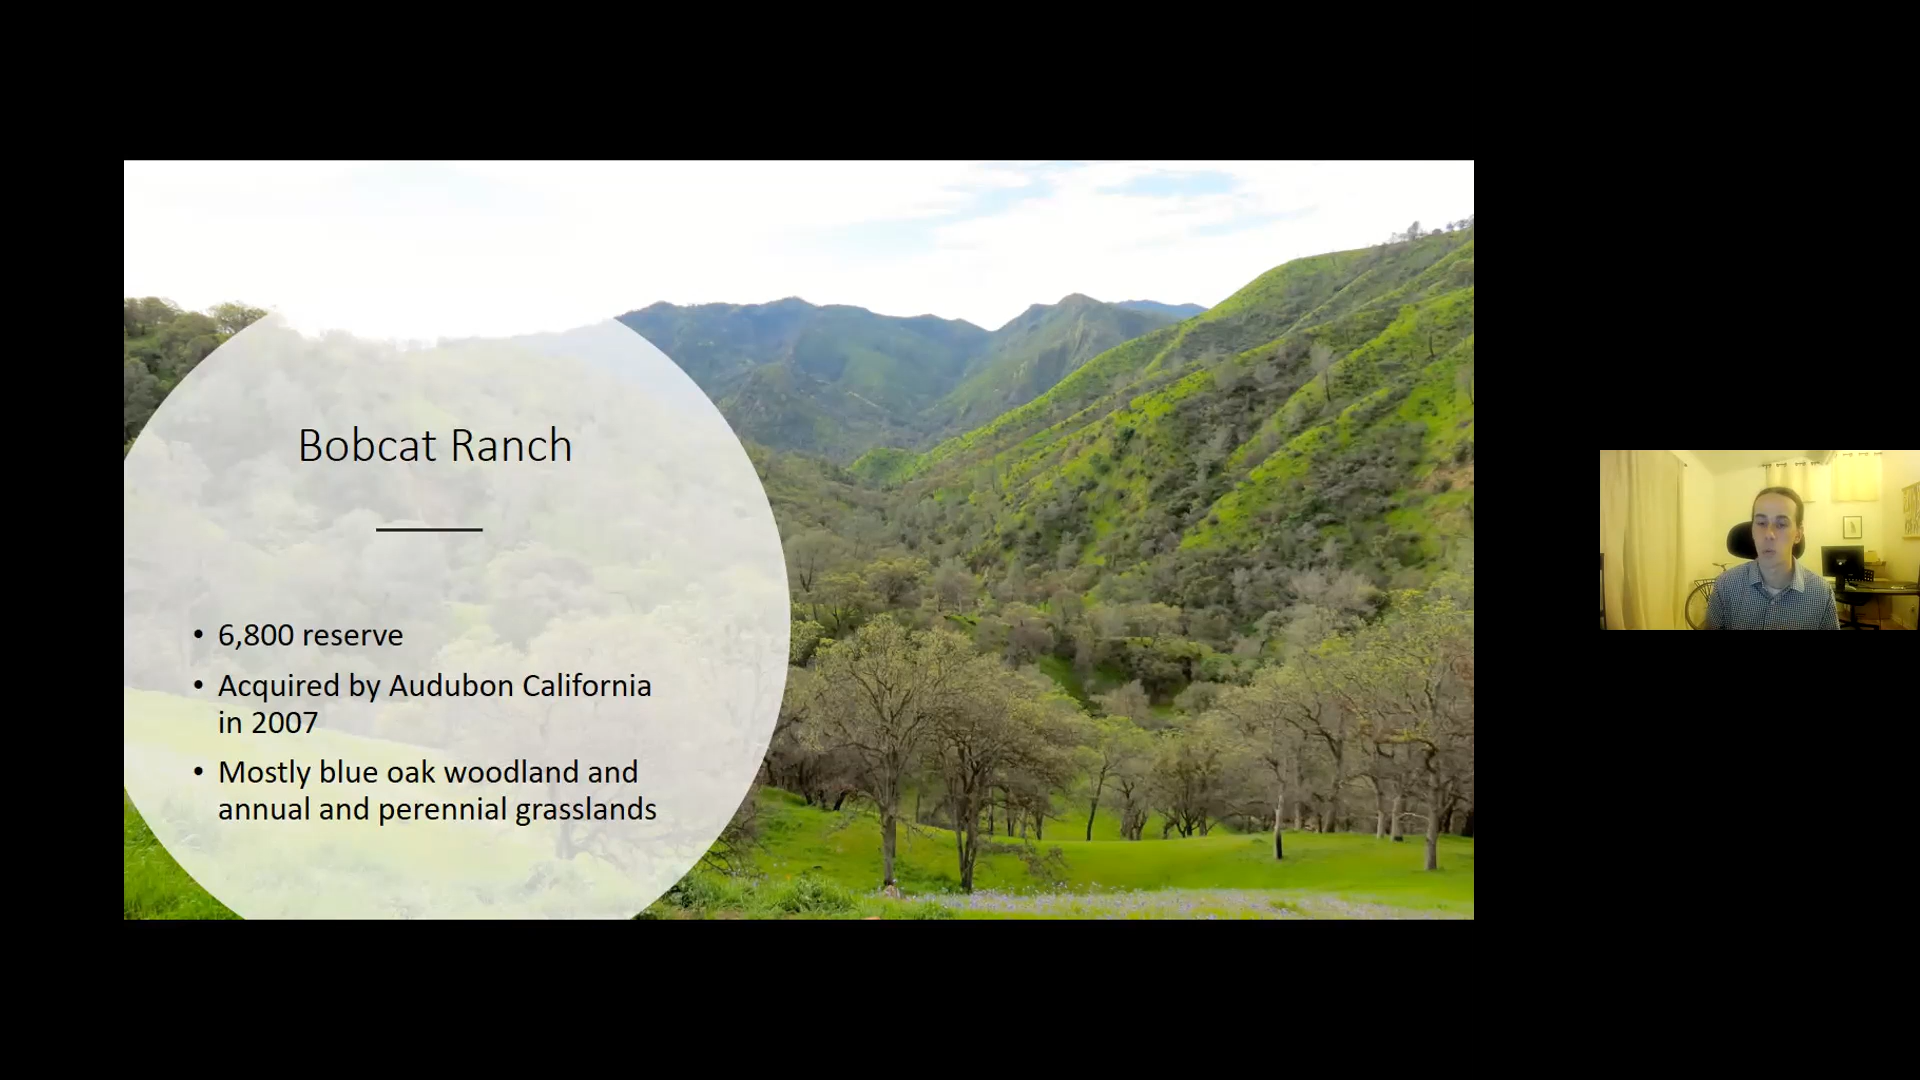 Bobcat Ranch
• 6,800 reserve
• Acquired by Audubon California
in 2007
• Mostly blue oak woodland and
annual and perennial grasslands